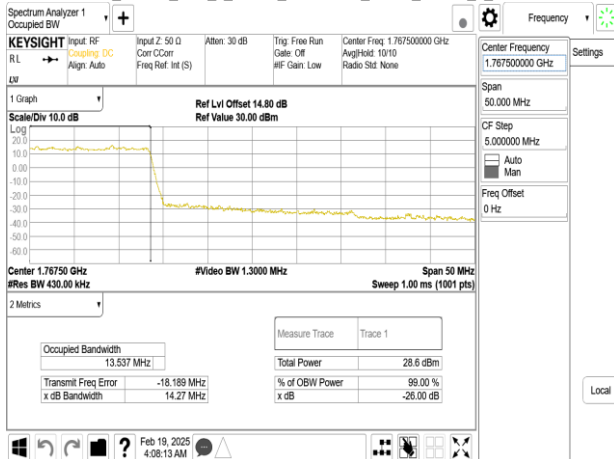 Spectrum Analyzer 1
Occupied BW
+
Frequency
KEYSIGHT
Input: RF
Input Z: 50 Ω
Atten: 30 dB
Trig: Free Run
Center Freq: 1.767500000 GHz
RL
Coupling: DC
Corr CCorr
Gate: Off
Avg|Hold: 10/10
Align: Auto
Freq Ref: Int (S)
#IF Gain: Low
Radio Std: None
LXI
Center Frequency
1.767500000 GHz
Settings
Span
50.000 MHz
CF Step
5.000000 MHz
Auto
Man
Freq Offset
0 Hz
Local
1 Graph
Ref Lvl Offset 14.80 dB
Scale/Div 10.0 dB
Ref Value 30.00 dBm
Log
20.0
10.0
0.00
-10.0
-20.0
-30.0
-40.0
-50.0
-60.0
Center 1.76750 GHz
#Video BW 1.3000 MHz
Span 50 MHz
#Res BW 430.00 kHz
Sweep 1.00 ms (1001 pts)
2 Metrics
Measure Trace
Trace 1
Occupied Bandwidth
13.537 MHz
Total Power
28.6 dBm
Transmit Freq Error
-18.189 MHz
% of OBW Power
99.00 %
x dB Bandwidth
14.27 MHz
x dB
-26.00 dB
?
Feb 19, 2025
4:08:13 AM